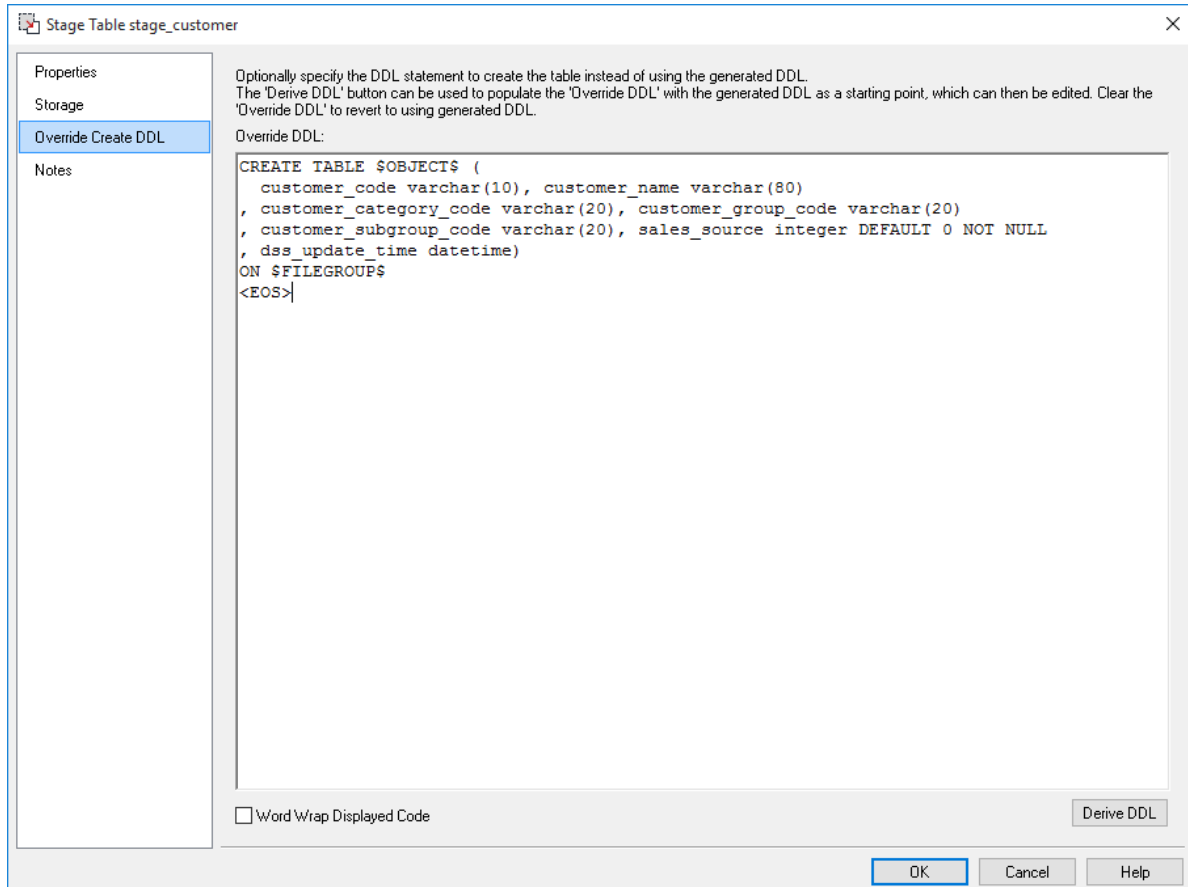 Stage Table stage_customer
Properties
Storage
Override Create DDL
Notes
Optionally specify the DDL statement to create the table instead of using the generated DDL.
The 'Derive DDL' button can be used to populate the 'Override DDL' with the generated DDL as a starting point, which can then be edited. Clear the
'Override DDL' to revert to using generated DDL.
Override DDL:
CREATE TABLE $OBJECT$ (
  customer_code varchar(10), customer_name varchar(80)
, customer_category_code varchar(20), customer_group_code varchar(20)
, customer_subgroup_code varchar(20), sales_source integer DEFAULT 0 NOT NULL
, dss_update_time datetime)
ON $FILEGROUP$
<EOS>
Word Wrap Displayed Code
Derive DDL
OK
Cancel
Help